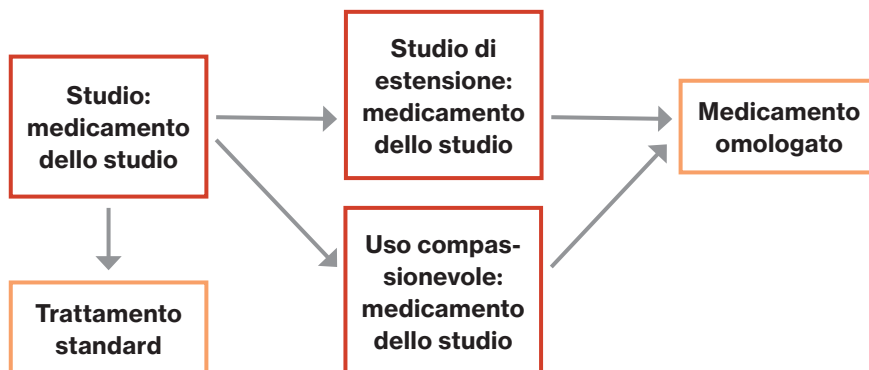 Studio:
medicamento
dello studio
Studio di
estensione:
medicamento
dello studio
Medicamento
omologato
Uso compas-
sionevole:
medicamento
dello studio
Trattamento
standard